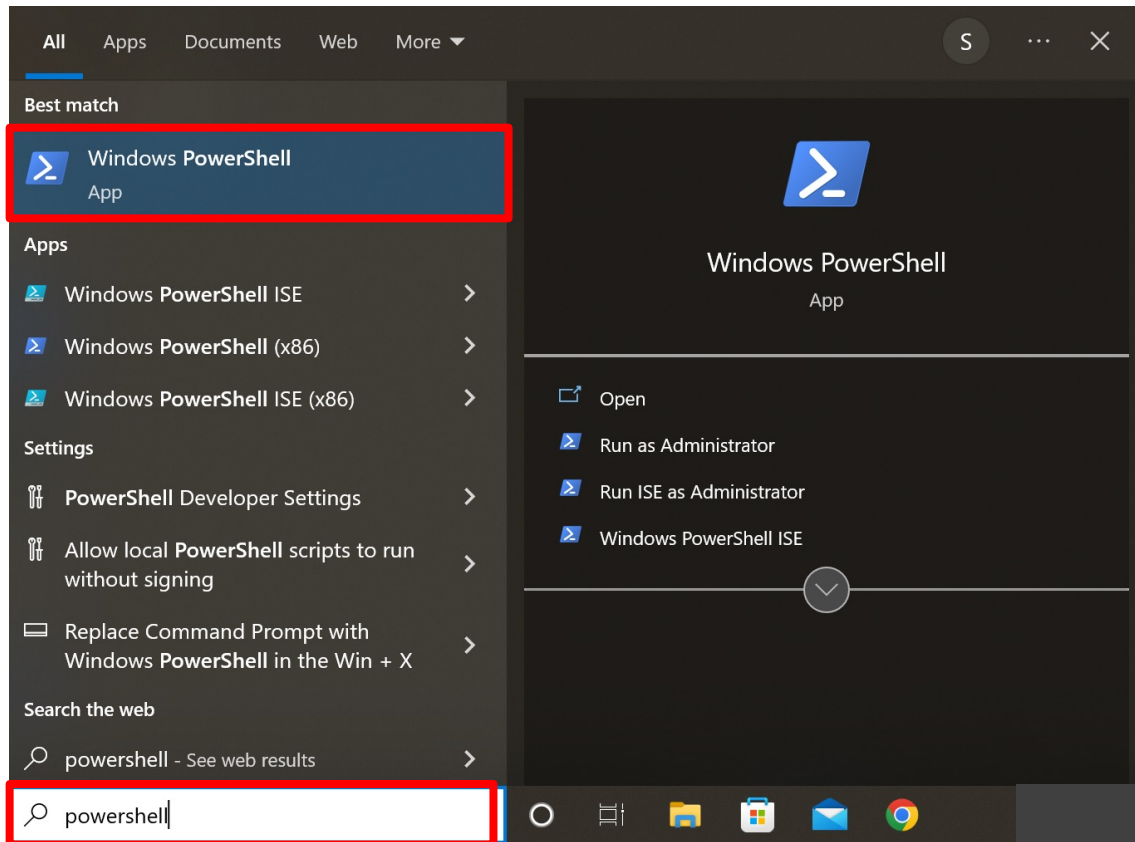 All Apps Documents Web More S ...
Best match
Windows PowerShell
App
Apps
Windows PowerShell ISE
Windows PowerShell (x86)
Windows PowerShell ISE (x86)
Settings
PowerShell Developer Settings
Allow local PowerShell scripts to run
without signing
Replace Command Prompt with
Windows PowerShell in the Win + X
Search the web
powershell - See web results
powershell
Windows PowerShell
App
Open
Run as Administrator
Run ISE as Administrator
Windows PowerShell ISE